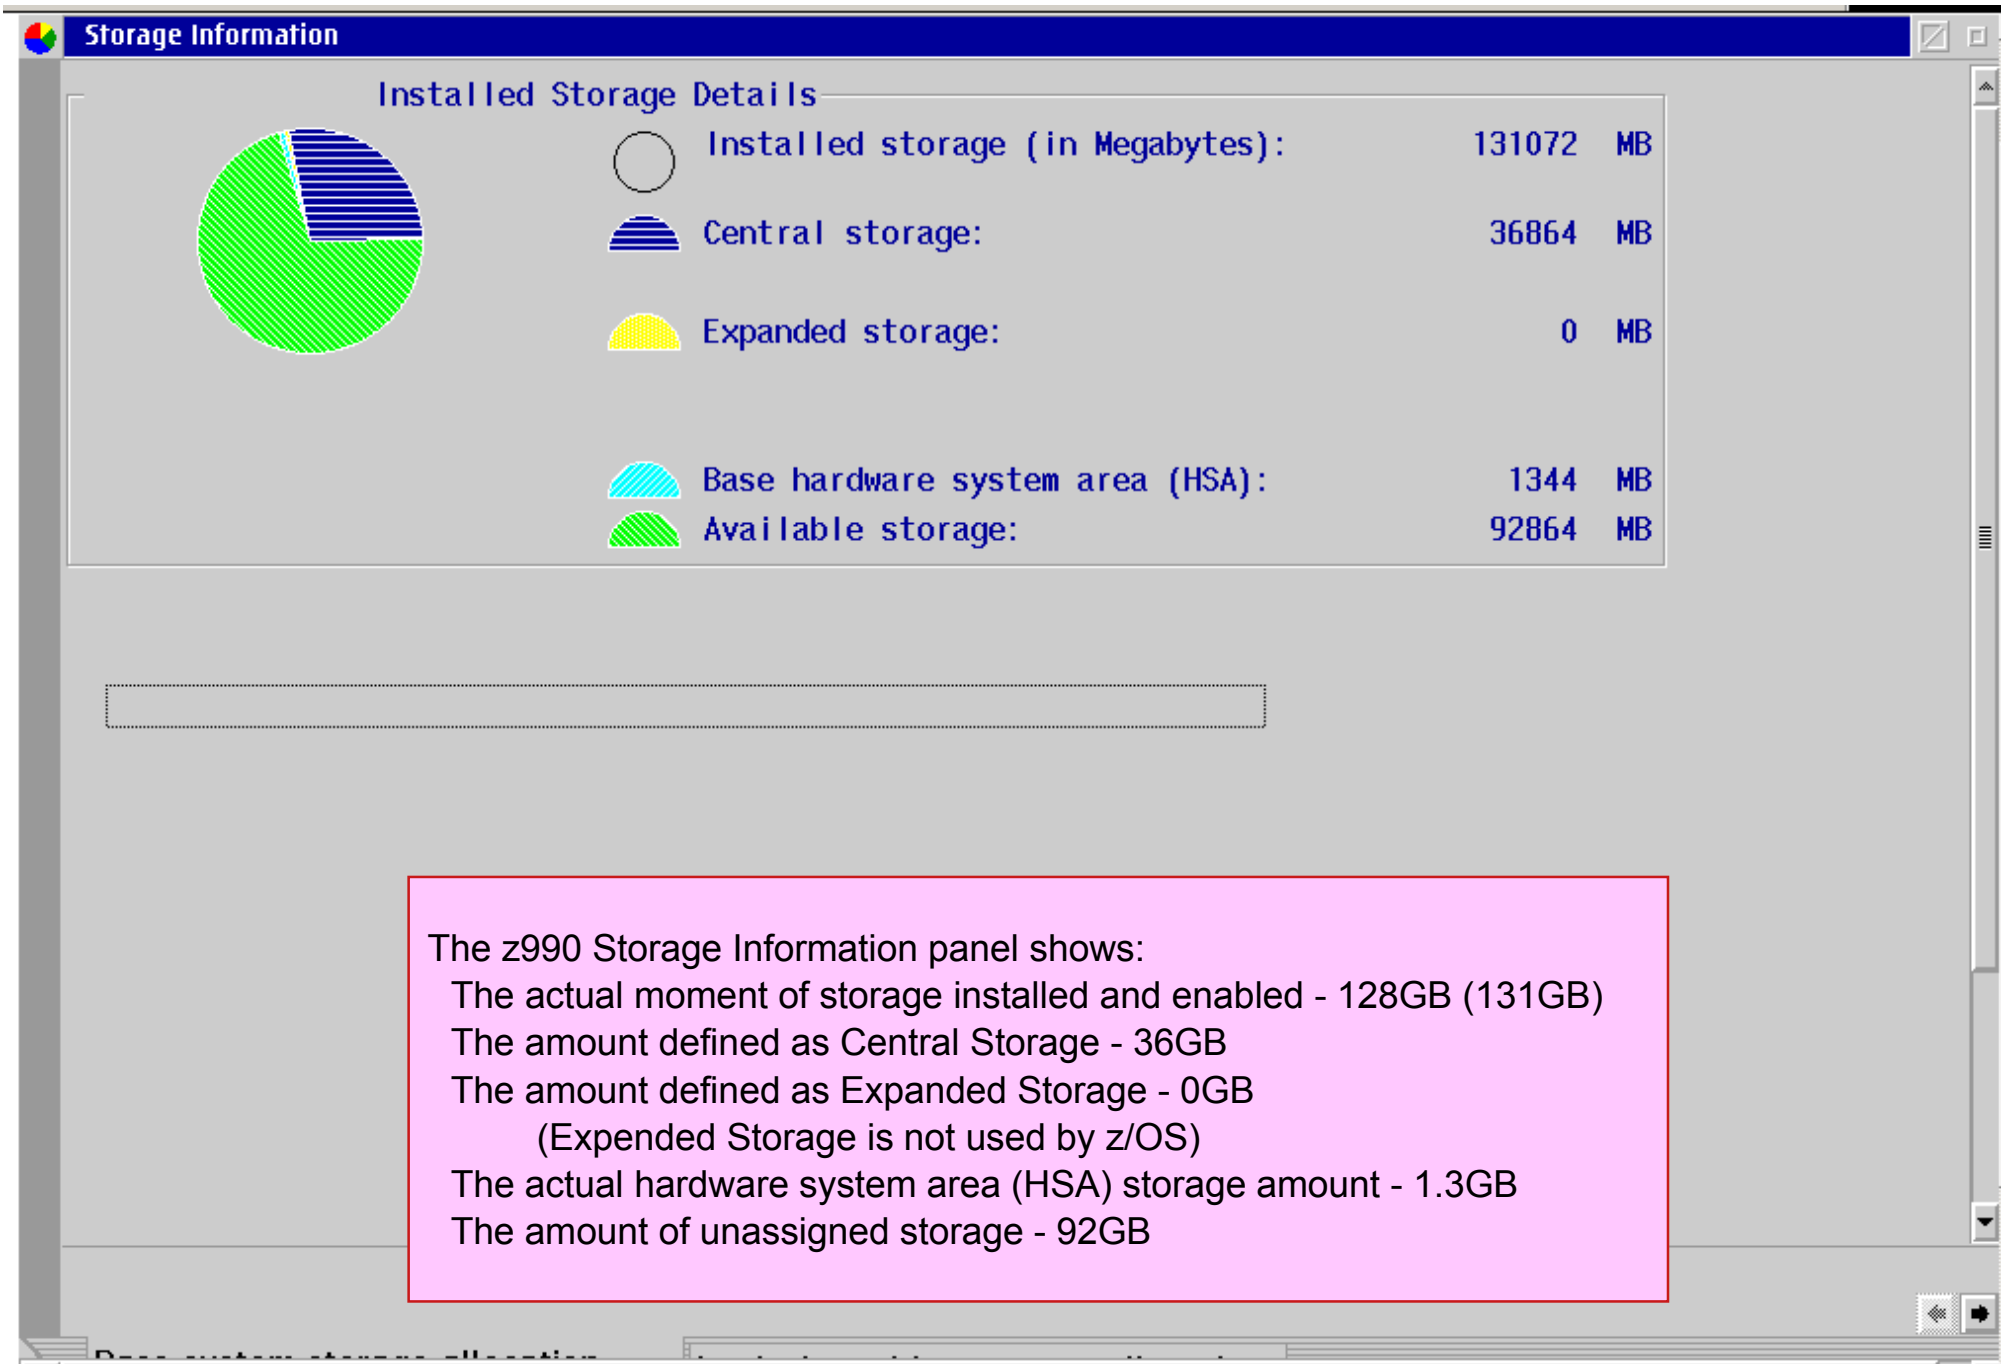 Storage Information
Installed Storage Details
Installed storage (in Megabytes): 131072 MB
Central storage: 36864 MB
Expanded storage: 0 MB
Base hardware system area (HSA): 1344 MB
Available storage: 92864 MB
The z990 Storage Information panel shows:
The actual moment of storage installed and enabled - 128GB (131GB)
The amount defined as Central Storage - 36GB
The amount defined as Expanded Storage - 0GB
(Expended Storage is not used by z/OS)
The actual hardware system area (HSA) storage amount - 1.3GB
The amount of unassigned storage - 92GB
Base system storage allocation